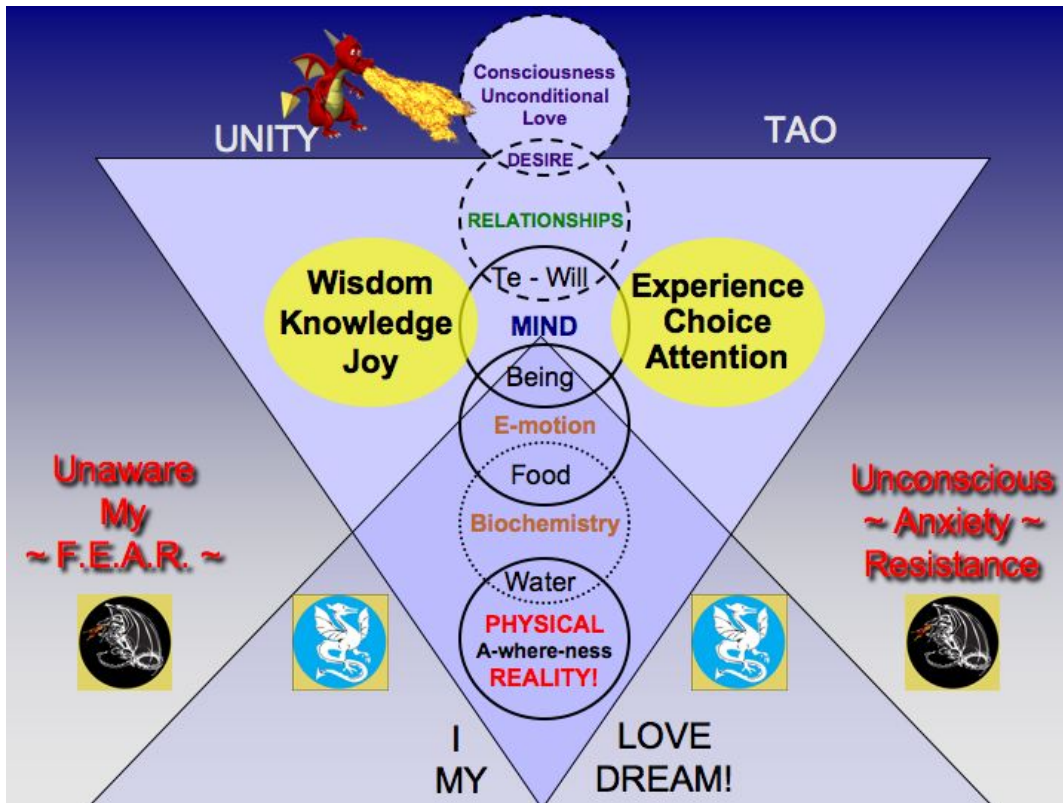 Consciousness
Unconditional
Love
UNITY
TAO
DESIRE
RELATIONSHIPS
Te - Will
Wisdom
Knowledge
Joy
MIND
Experience
Choice
Attention
Being
E-motion
Food
Biochemistry
Water
PHYSICAL
A-where-ness
REALITY!
Unaware
My
~ F.E.A.R. ~
Unconscious
~ Anxiety ~
Resistance
I LOVE
MY DREAM!